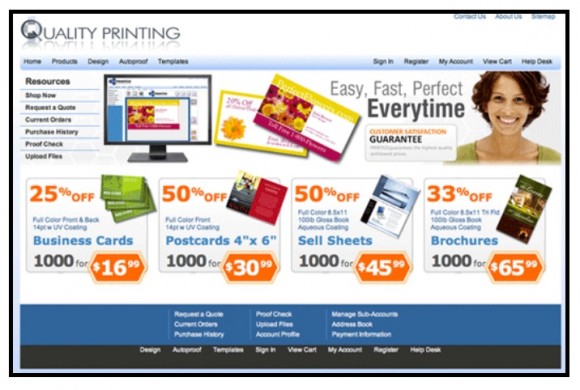 Contact Us About Us Sitemap
QUALITY PRINTING
Home Products Design Autoproof Templates Sign In Register My Account View Cart Help Desk
Resources
Shop Now
Request a Quote
Current Orders
Purchase History
Proof Check
Upload Files
20% Off
Easy, Fast, Perfect
Everytime
CUSTOMER SATISFACTION
GUARANTEE
guarantees the highest quality
25% OFF
Full Color Front & Back
14pt w UV Coating
Business Cards
1000 for $16.99
50% OFF
Full Color Front
14pt w UV Coating
Postcards 4"x 6"
1000 for $30.99
50% OFF
Full Color 8.5x11
100lb Gloss Book
Aqueous Coating
Sell Sheets
1000 for $45.99
33% OFF
Full Color 8.5x11 Tri Fld
100lb Gloss Book
Aqueous Coating
Brochures
1000 for $65.99
Request a Quote Proof Check Manage Sub-Accounts
Current Orders Upload Files Address Book
Purchase History Account Profile Payment Information
Design Autoproof Templates Sign In View Cart My Account Register Help Desk